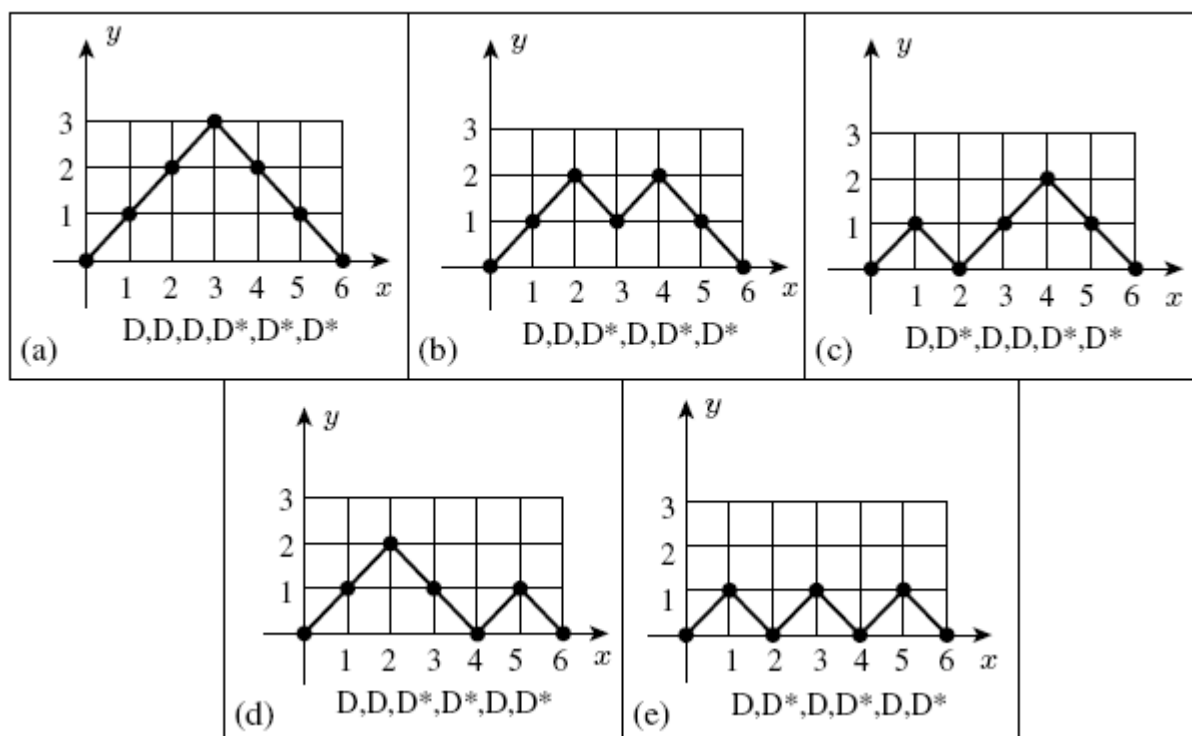 y
3
2
1
1 2 3 4 5 6 x
D,D,D,D*,D*,D*
(a)
y
3
2
1
1 2 3 4 5 6 x
D,D,D*,D,D*,D*
(b)
y
3
2
1
1 2 3 4 5 6 x
D,D*,D,D,D*,D*
(c)
y
3
2
1
1 2 3 4 5 6 x
D,D,D*,D*,D,D*
(d)
y
3
2
1
1 2 3 4 5 6 x
D,D*,D,D*,D,D*
(e)